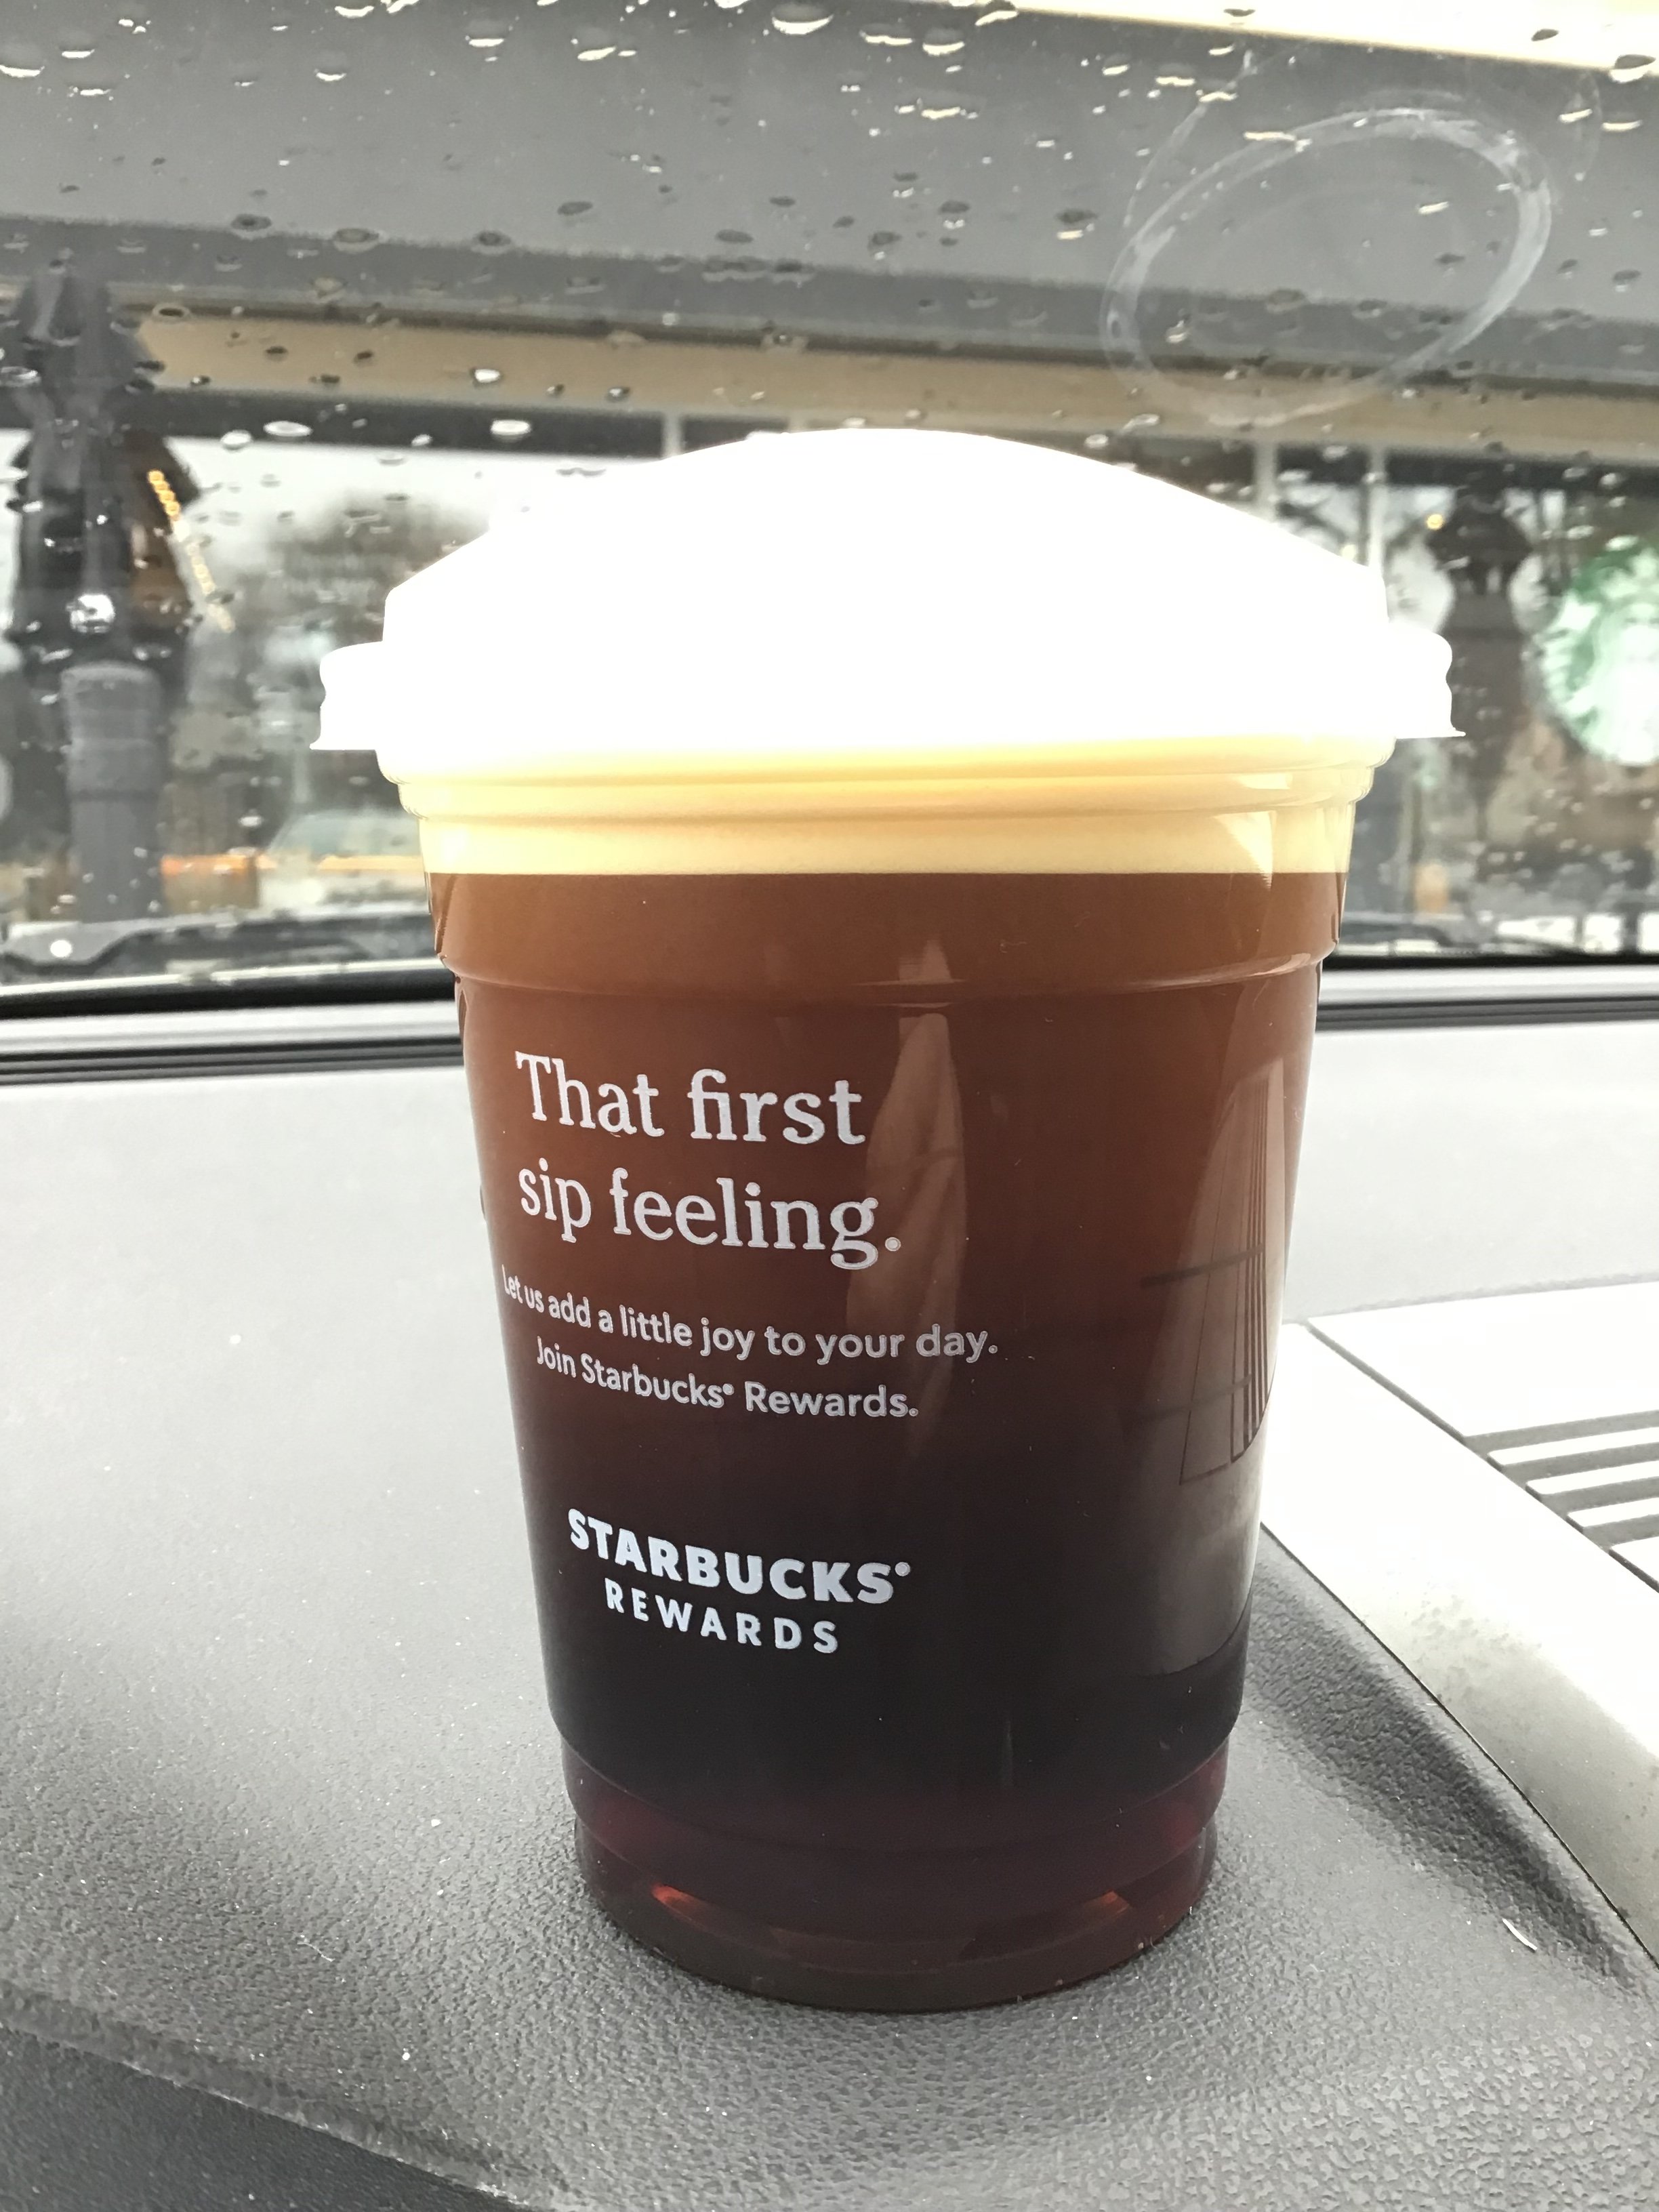 That first
sip feeling.
Let us add a little joy to your day.
Join Starbucks® Rewards.
STARBUCKS®
REWARDS